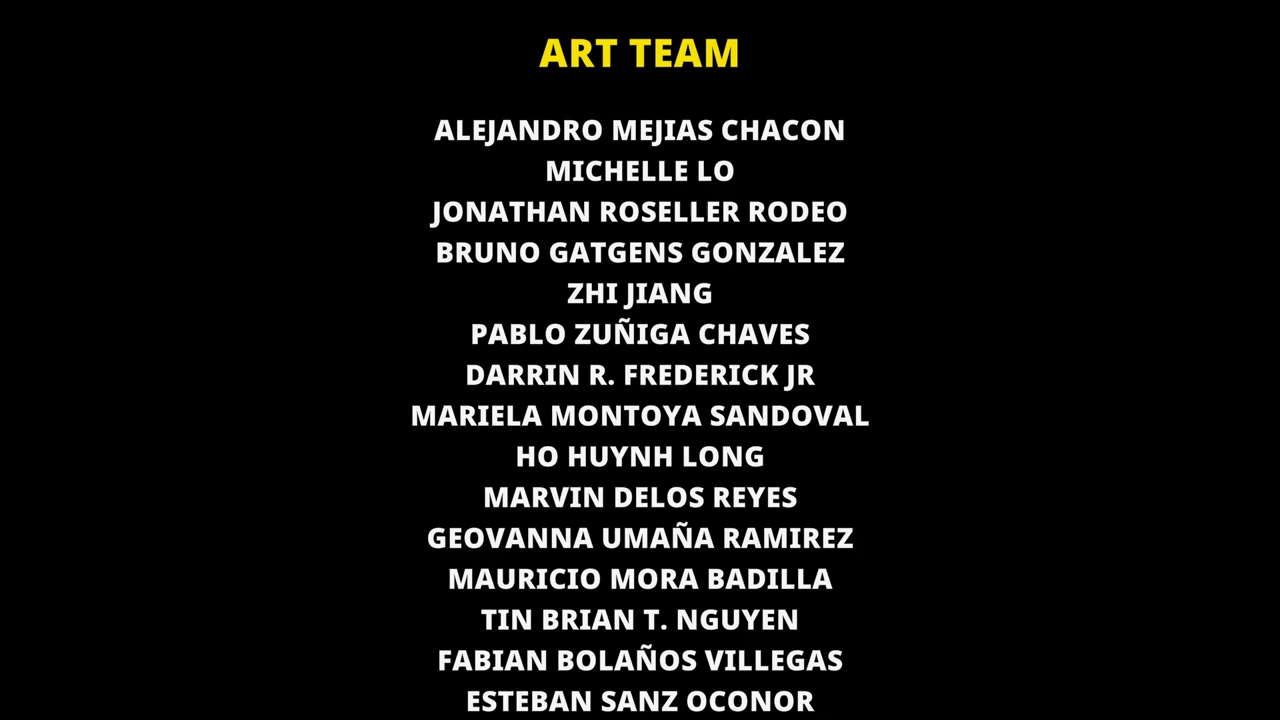 ART TEAM
ALEJANDRO MEJIAS CHACON
MICHELLE LO
JONATHAN ROSELLER RODEO
BRUNO GATGENS GONZALEZ
ZHI JIANG
PABLO ZUÑIGA CHAVES
DARRIN R. FREDERICK JR
MARIELA MONTOYA SANDOVAL
HO HUYNH LONG
MARVIN DELOS REYES
GEOVANNA UMAÑA RAMIREZ
MAURICIO MORA BADILLA
TIN BRIAN T. NGUYEN
FABIAN BOLAÑOS VILLEGAS
ESTEBAN SANZ OCONOR